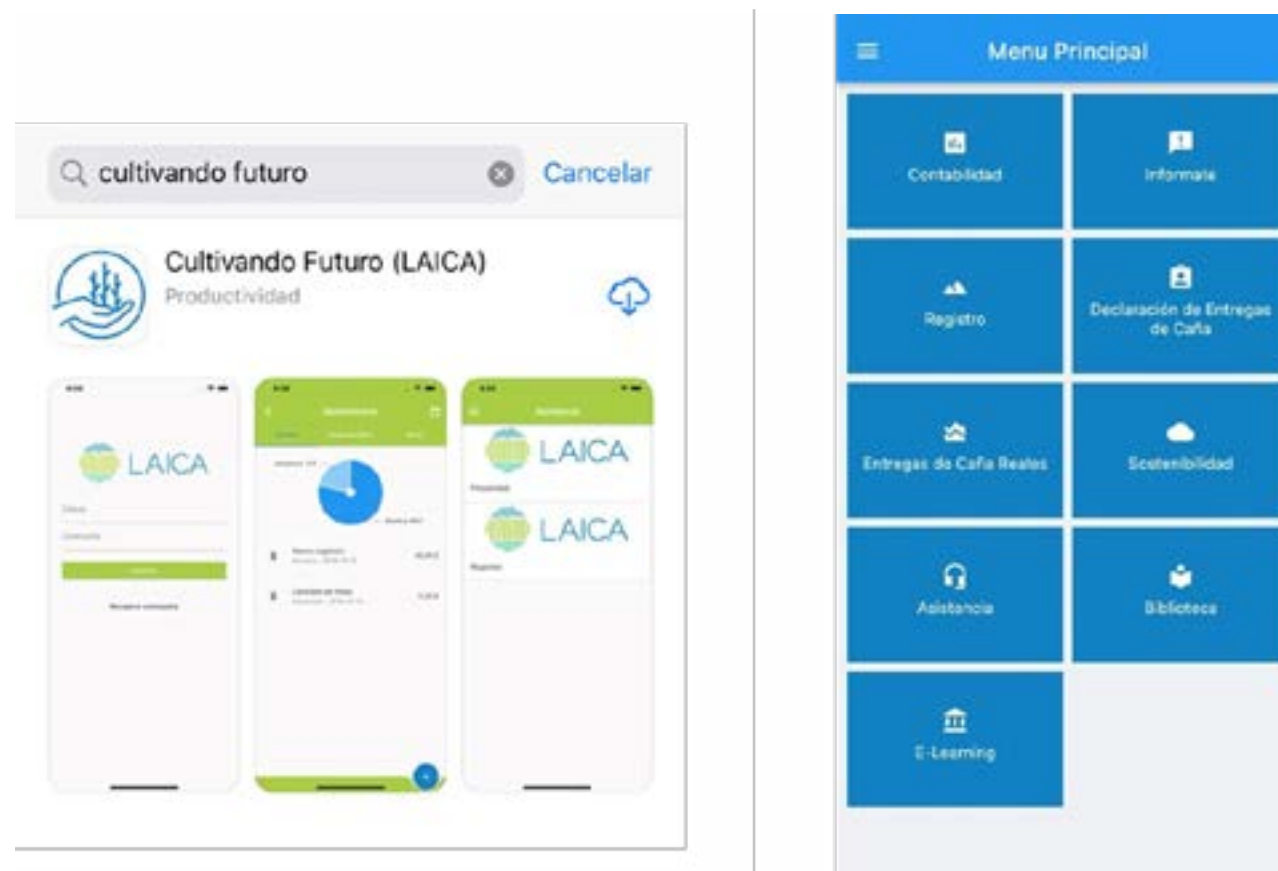 cultivando futuro
Cancelar
Cultivando Futuro (LAICA)
Productividad
LAICA
LAICA
LAICA
Menu Principal
Contabilidad
Informate
Registro
Declaración de Entregas
de Caña
Entregas de Caña Reales
Sostenibilidad
Asistencia
Biblioteca
E-Learning